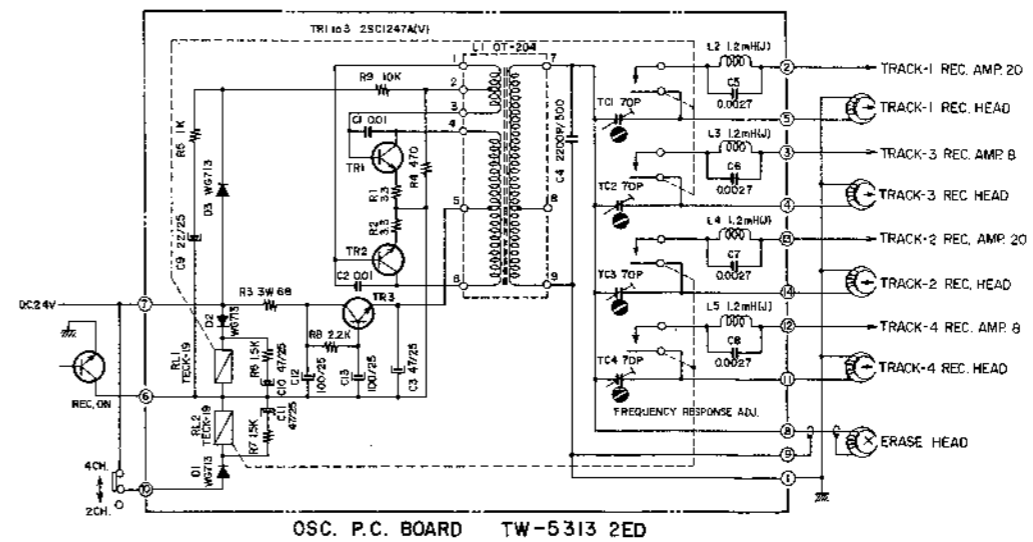 TR1 to 3 2SC1247A(V)
L1 OT-204
1
2
3
4
5
6
7
8
9
R9 10K
C1 0.01
TR1
R1 3.3
R2 3.3
R4 470
TR2
C2 0.01
TR3
R5 1K
D3 WG713
C9 22/25
C4 2200P/500
DC.24V
7
R3 3W 68
R8 2.2K
D2 WG713
RL1 TECK-19
R6 1.5K
C10 47/25
C12 100/25
C13 100/25
C3 47/25
REC, ON
6
RL2 TECK-19
C11 47/25
R7 1.5K
D1 WG713
4CH.
2CH.
10
L2 1.2mH(J)
C5 0.0027
2
TRACK-1 REC. AMP. 20
TC1 70P
5
TRACK-1 REC. HEAD
L3 1.2mH(J)
C6 0.0027
3
TRACK-3 REC. AMP 8
TC2 70P
4
TRACK-3 REC. HEAD
L4 1.2mH(J)
C7 0.0027
13
TRACK-2 REC. AMP. 20
TC3 70P
14
TRACK-2 REC. HEAD
L5 1.2mH(J)
C8 0.0027
12
TRACK-4 REC. AMP. 8
TC4 70P
11
TRACK-4 REC. HEAD
FREQUENCY RESPONSE ADJ.
8
ERASE HEAD
9
1
OSC. P.C. BOARD TW-5313 2ED